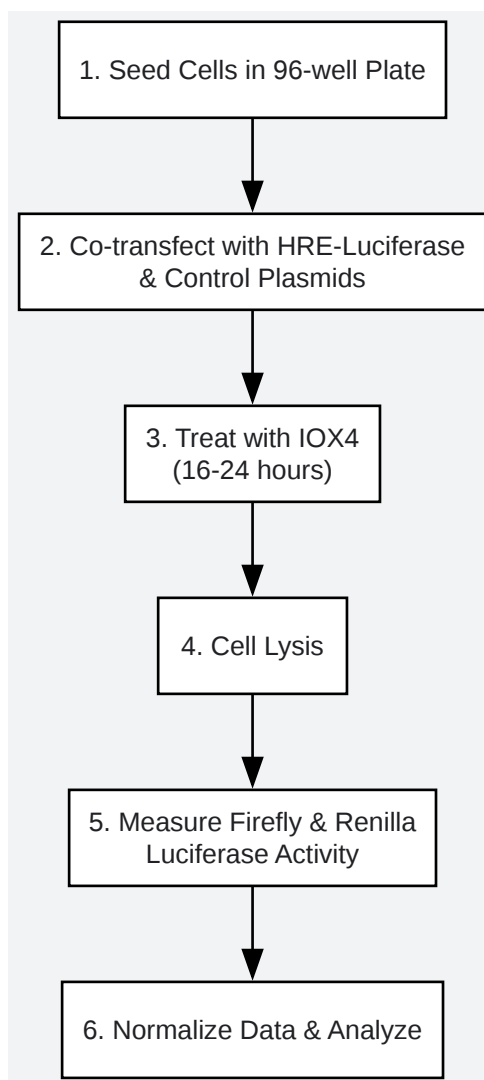 1. Seed Cells in 96-well Plate
2. Co-transfect with HRE-Luciferase
& Control Plasmids
3. Treat with IOX4
(16-24 hours)
4. Cell Lysis
5. Measure Firefly & Renilla
Luciferase Activity
6. Normalize Data & Analyze